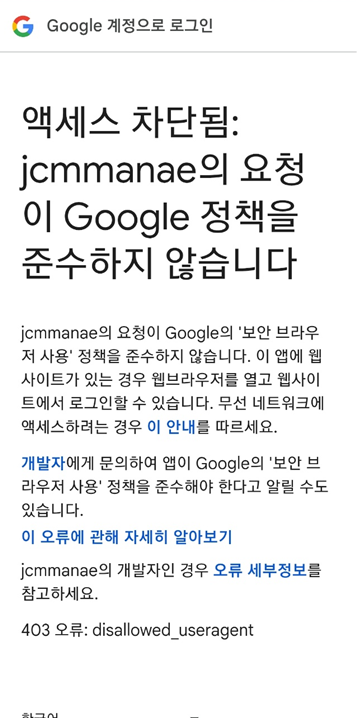 Google 계정으로 로그인
액세스 차단됨:
jcmmanae의 요청
이 Google 정책을
준수하지 않습니다
jcmmanae의 요청이 Google의 '보안 브라우
저 사용' 정책을 준수하지 않습니다. 이 앱에 웹
사이트가 있는 경우 웹브라우저를 열고 웹사이
트에서 로그인할 수 있습니다. 무선 네트워크에
액세스하려는 경우 이 안내를 따르세요.
개발자에게 문의하여 앱이 Google의 '보안 브
라우저 사용' 정책을 준수해야 한다고 알릴 수도
있습니다.
이 오류에 관해 자세히 알아보기
jcmmanae의 개발자인 경우 오류 세부정보를
참고하세요.
403 오류: disallowed_useragent
한국어